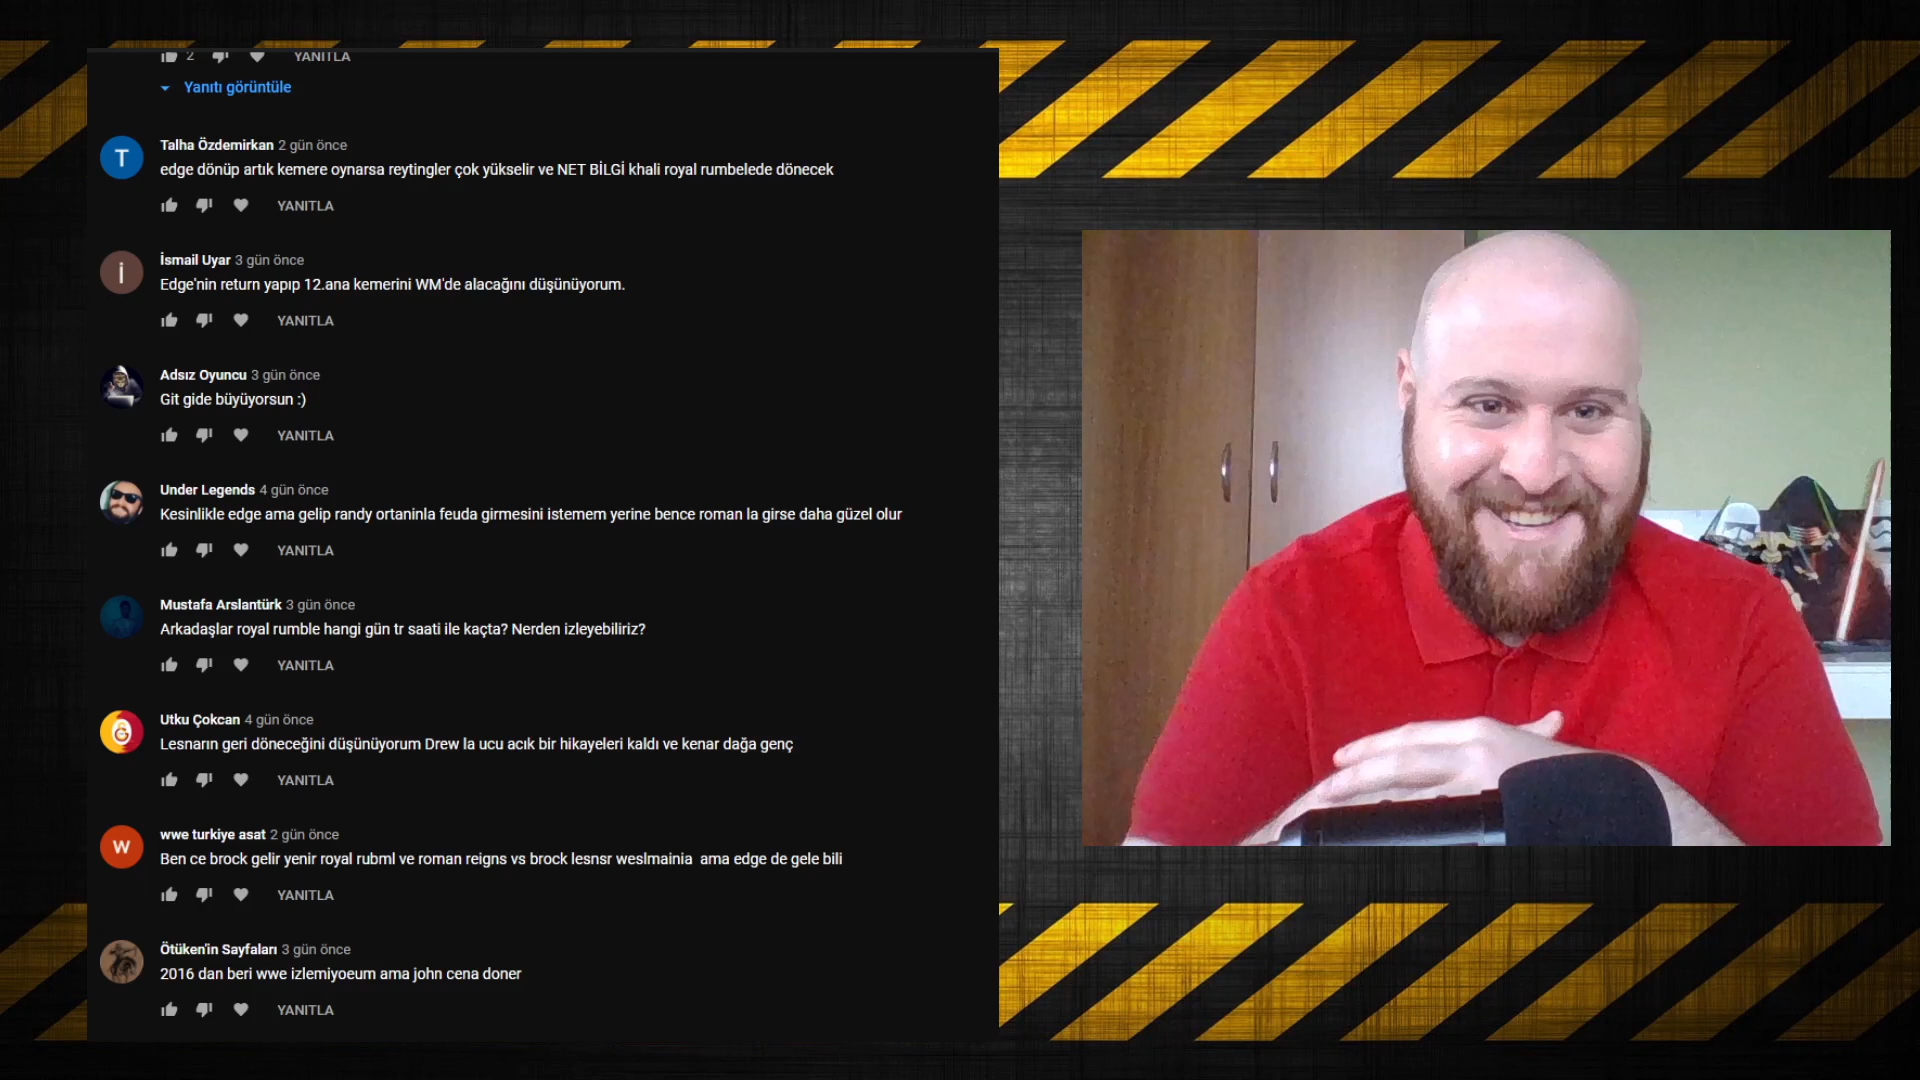 2 YANITLA
Yanıtı görüntüle
T
Talha Özdemirkan 2 gün önce
edge dönüp artık kemere oynarsa reytingler çok yükselir ve NET BİLGİ khali royal rumbelede dönecek
YANITLA
İ
İsmail Uyar 3 gün önce
Edge'nin return yapıp 12.ana kemerini WM'de alacağını düşünüyorum.
YANITLA
Adsız Oyuncu 3 gün önce
Git gide büyüyorsun :)
YANITLA
Under Legends 4 gün önce
Kesinlikle edge ama gelip randy ortaninla feuda girmesini istemem yerine bence roman la girse daha güzel olur
YANITLA
Mustafa Arslantürk 3 gün önce
Arkadaşlar royal rumble hangi gün tr saati ile kaçta? Nerden izleyebiliriz?
YANITLA
Utku Çokcan 4 gün önce
Lesnarın geri döneceğini düşünüyorum Drew la ucu acık bir hikayeleri kaldı ve kenar dağa genç
YANITLA
W
wwe turkiye asat 2 gün önce
Ben ce brock gelir yenir royal rubml ve roman reigns vs brock lesnsr weslmainia ama edge de gele bili
YANITLA
Ötüken'in Sayfaları 3 gün önce
2016 dan beri wwe izlemiyoeum ama john cena doner
YANITLA